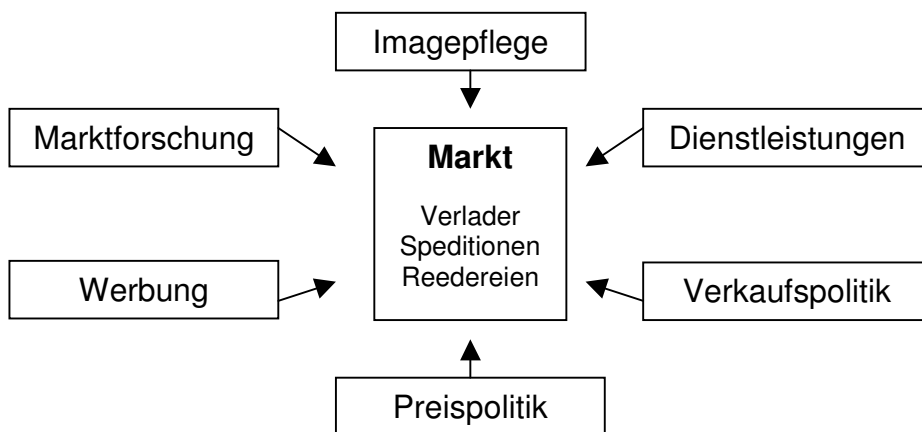 Imagepflege
Marktforschung
Dienstleistungen
Markt
Verlader
Speditionen
Reedereien
Werbung
Verkaufspolitik
Preispolitik